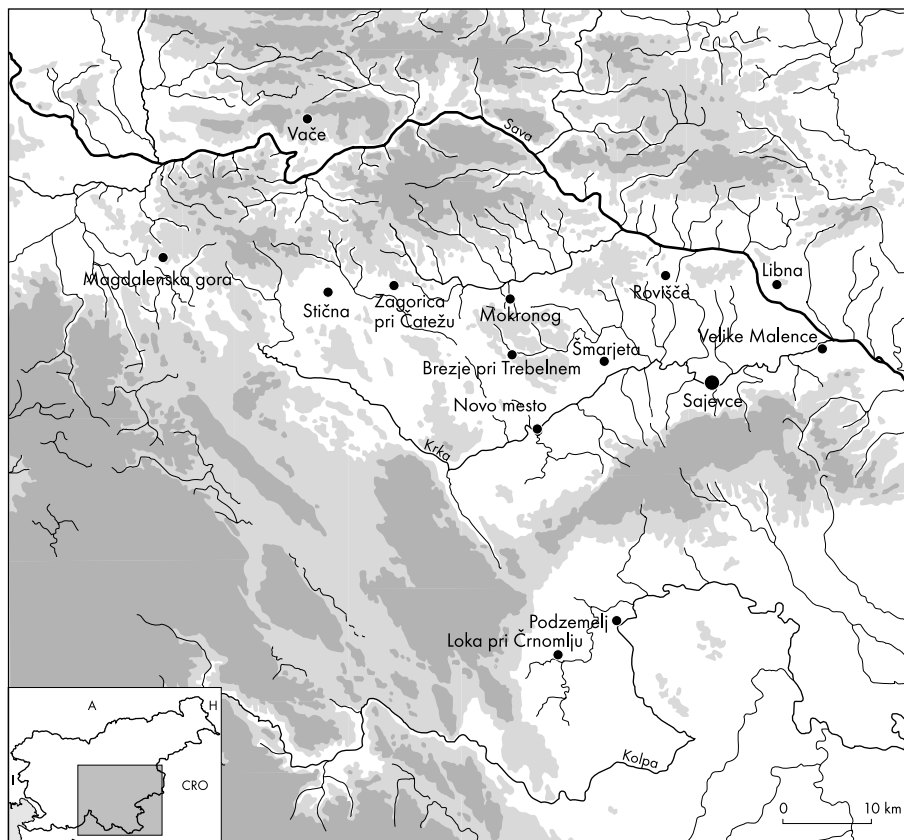 Sava
Vače
Magdalenska gora
Stična
Zagorica
pri Čatežu
Mokronog
Rovišče
Libna
Velike Malence
Šmarjeta
Brezje pri Trebelnem
Sajevce
Novo mesto
Krka
Podzemelj
Loka pri Črnomlju
Kolpa
A
H
I
CRO
0 10 km